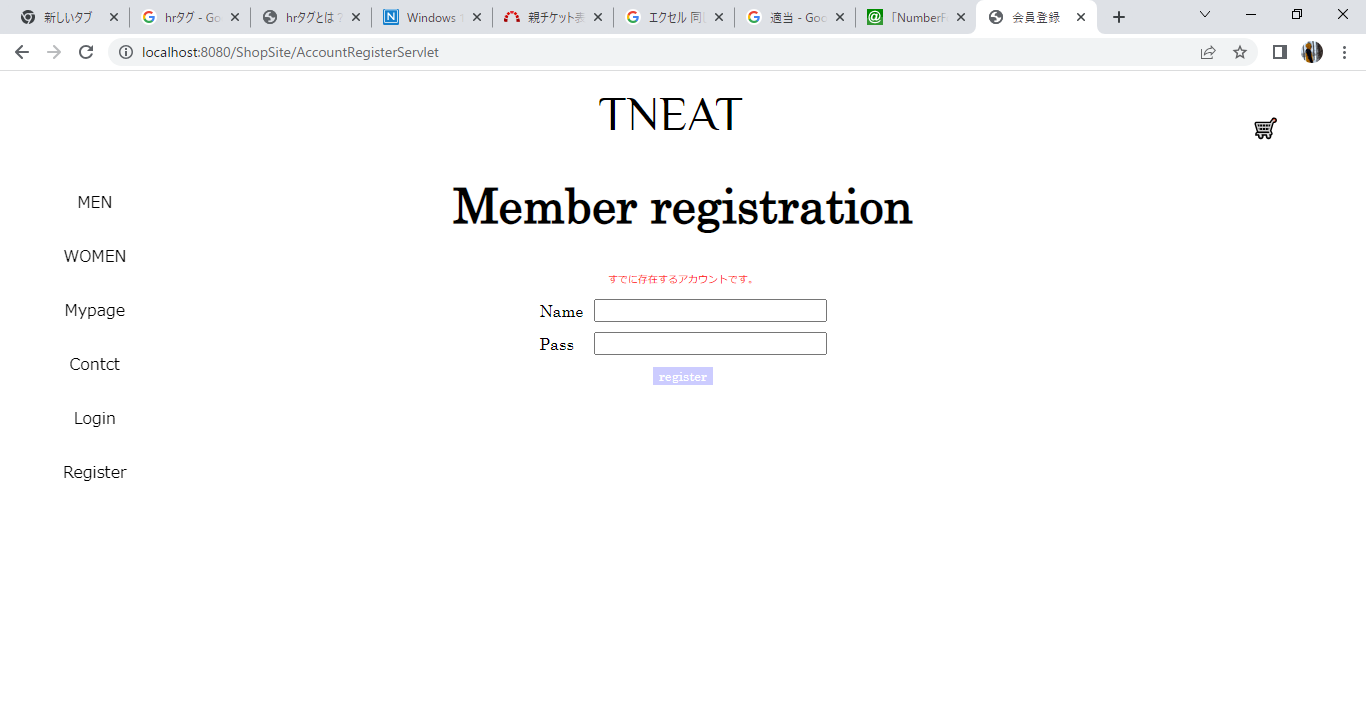 新しいタブ
hrタグ - Go
hrタグとは?
Windows 1
親チケット表
エクセル 同じ
適当 - Goo
「NumberF
会員登録
localhost:8080/ShopSite/AccountRegisterServlet
TNEAT
MEN
WOMEN
Mypage
Contct
Login
Register
Member registration
すでに存在するアカウントです。
Name
Pass
register